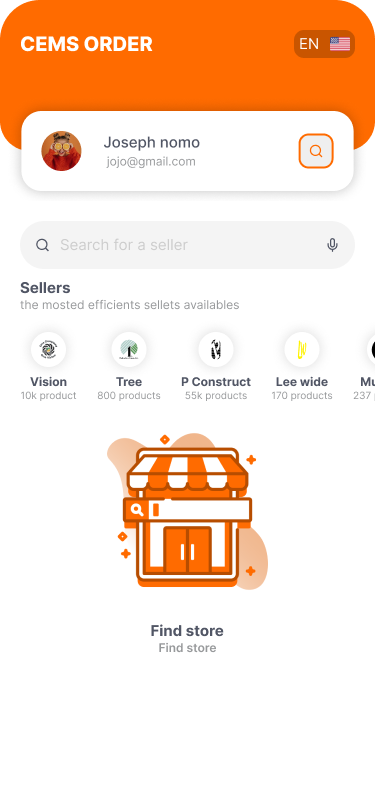 CEMS ORDER
EN
Joseph nomo
jojo@gmail.com
Search for a seller
Sellers
the mosted efficients sellets availables
Vision Tree P Construct Lee wide Mu
10k product 800 products 55k products 170 products 237
Find store
Find store